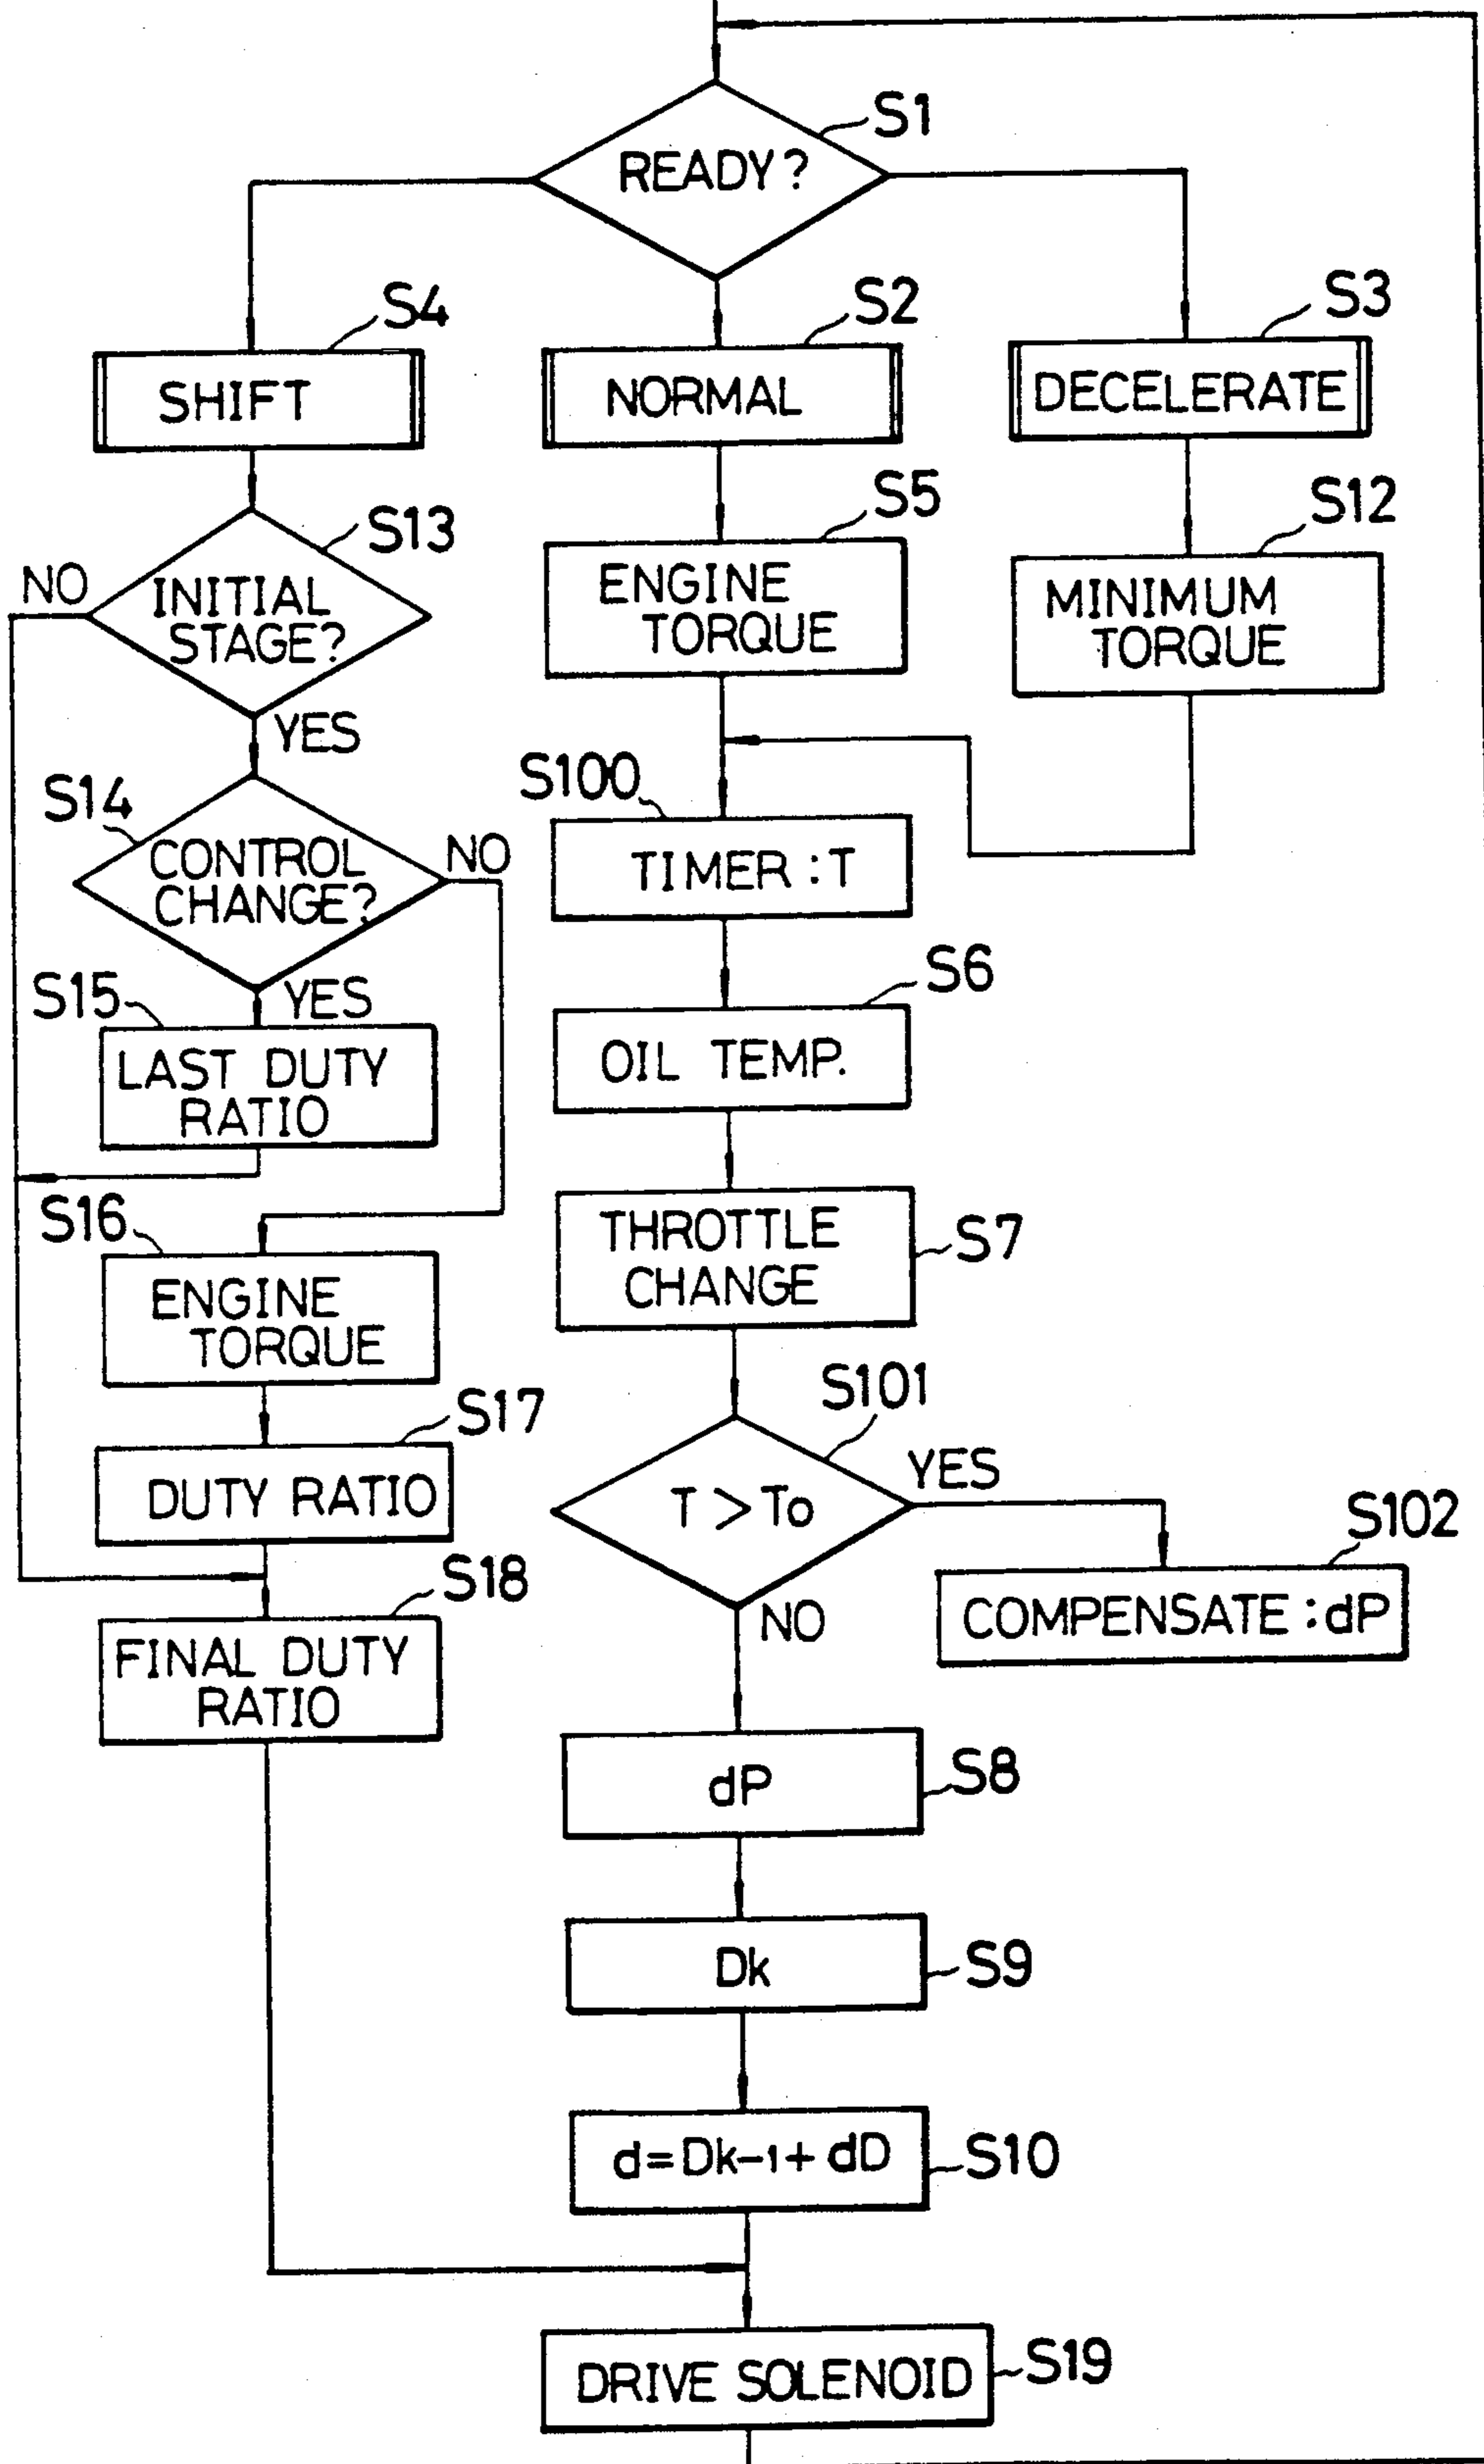 S1
READY?
S4
SHIFT
S2
NORMAL
S3
DECELERATE
S13
NO
INITIAL
STAGE?
YES
S5
ENGINE
TORQUE
S12
MINIMUM
TORQUE
S14
CONTROL
CHANGE?
NO
YES
S100
TIMER : T
S15
LAST DUTY
RATIO
S6
OIL TEMP.
S16
ENGINE
TORQUE
S7
THROTTLE
CHANGE
S17
DUTY RATIO
S101
T > To
YES
NO
S102
COMPENSATE : dP
S18
FINAL DUTY
RATIO
dP
S8
Dk
S9
d=Dk-1+ dD
S10
DRIVE SOLENOID
S19